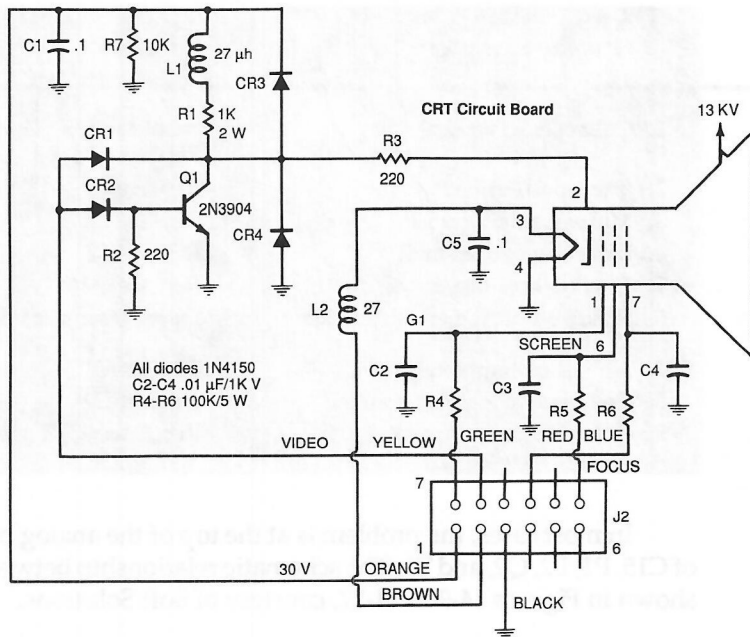 C1 .1 R7 10K
27 µh
L1
CR3
R1 1K
2 W
CRT Circuit Board
13 KV
CR1
CR2
Q1
2N3904
R3
220
2
3
4
C5 .1
R2 220
CR4
L2 27
G1
1 7
SCREEN 6
All diodes 1N4150
C2-C4 .01 µF/1K V
R4-R6 100K/5 W
C2
R4
C3
R5 R6
C4
VIDEO YELLOW GREEN RED BLUE
FOCUS
7
J2
1 6
30 V ORANGE
BROWN
BLACK